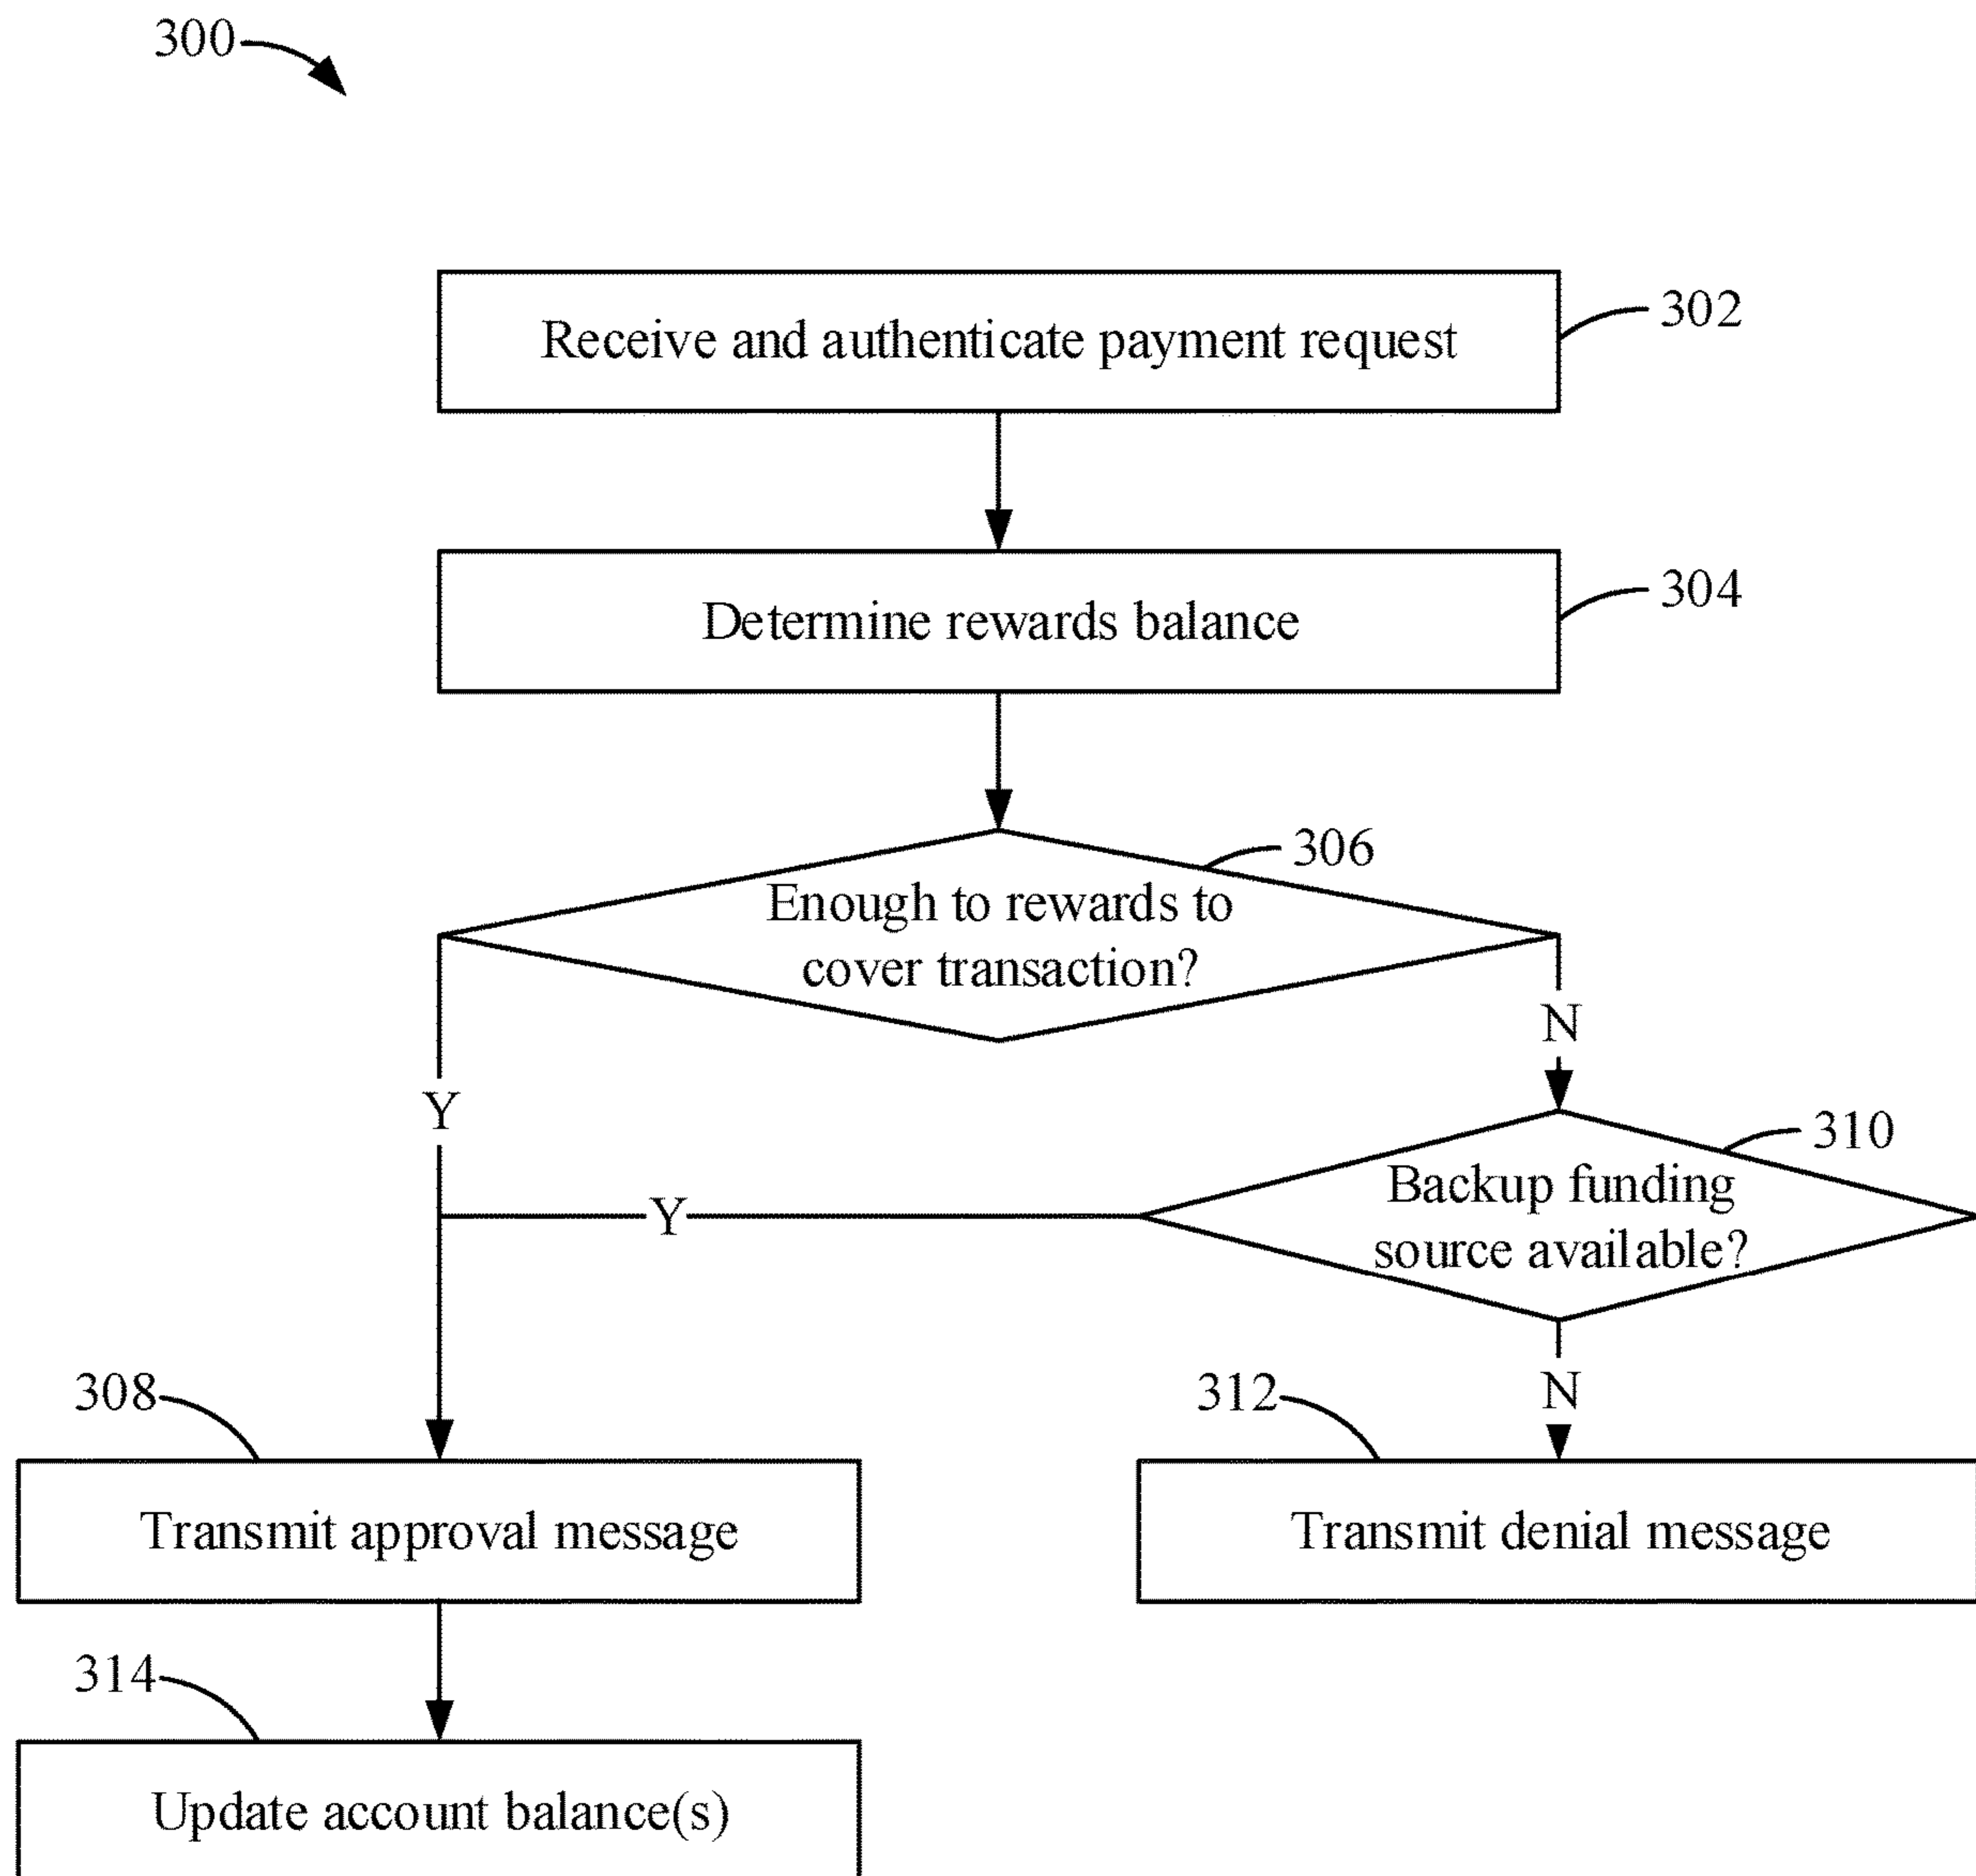 300
Receive and authenticate payment request
302
Determine rewards balance
304
306
Enough to rewards to
cover transaction?
N
Y
310
Backup funding
source available?
Y
N
308
312
Transmit approval message
Transmit denial message
314
Update account balance(s)